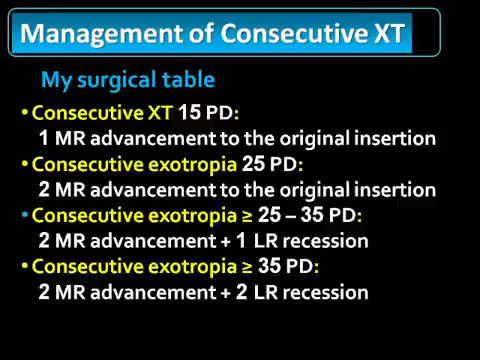 Management of Consecutive XT
My surgical table
• Consecutive XT 15 PD:
1 MR advancement to the original insertion
• Consecutive exotropia 25 PD:
2 MR advancement to the original insertion
• Consecutive exotropia ≥ 25 – 35 PD:
2 MR advancement + 1 LR recession
• Consecutive exotropia ≥ 35 PD:
2 MR advancement + 2 LR recession